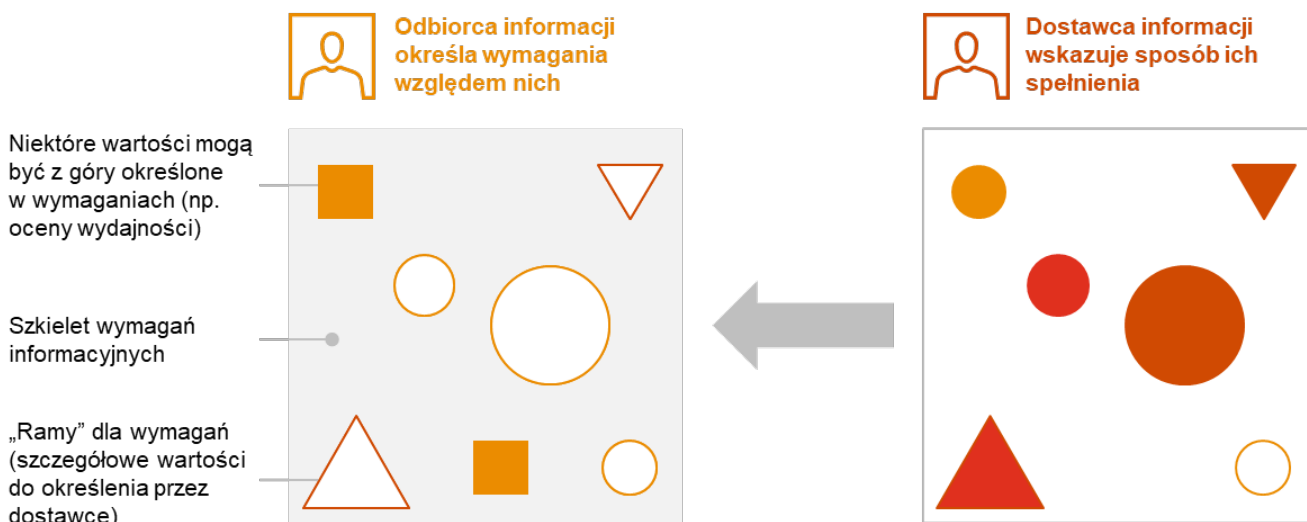 Odbiorca informacji
określa wymagania
względem nich
Dostawca informacji
wskazuje sposób ich
spełnienia
Niektóre wartości mogą
być z góry określone
w wymaganiach (np.
oceny wydajności)
Szkielet wymagań
informacyjnych
„Ramy” dla wymagań
(szczegółowe wartości
do określenia przez
dostawcę)